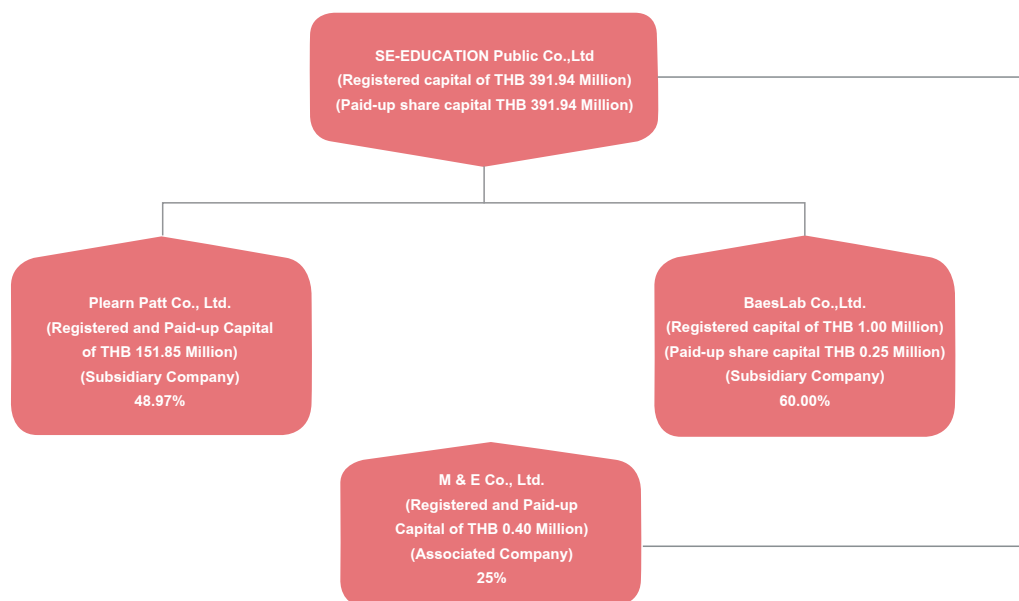 SE-EDUCATION Public Co.,Ltd
(Registered capital of THB 391.94 Million)
(Paid-up share capital THB 391.94 Million)
Plearn Patt Co., Ltd.
(Registered and Paid-up Capital
of THB 151.85 Million)
(Subsidiary Company)
48.97%
BaesLab Co.,Ltd.
(Registered capital of THB 1.00 Million)
(Paid-up share capital THB 0.25 Million)
(Subsidiary Company)
60.00%
M & E Co., Ltd.
(Registered and Paid-up
Capital of THB 0.40 Million)
(Associated Company)
25%